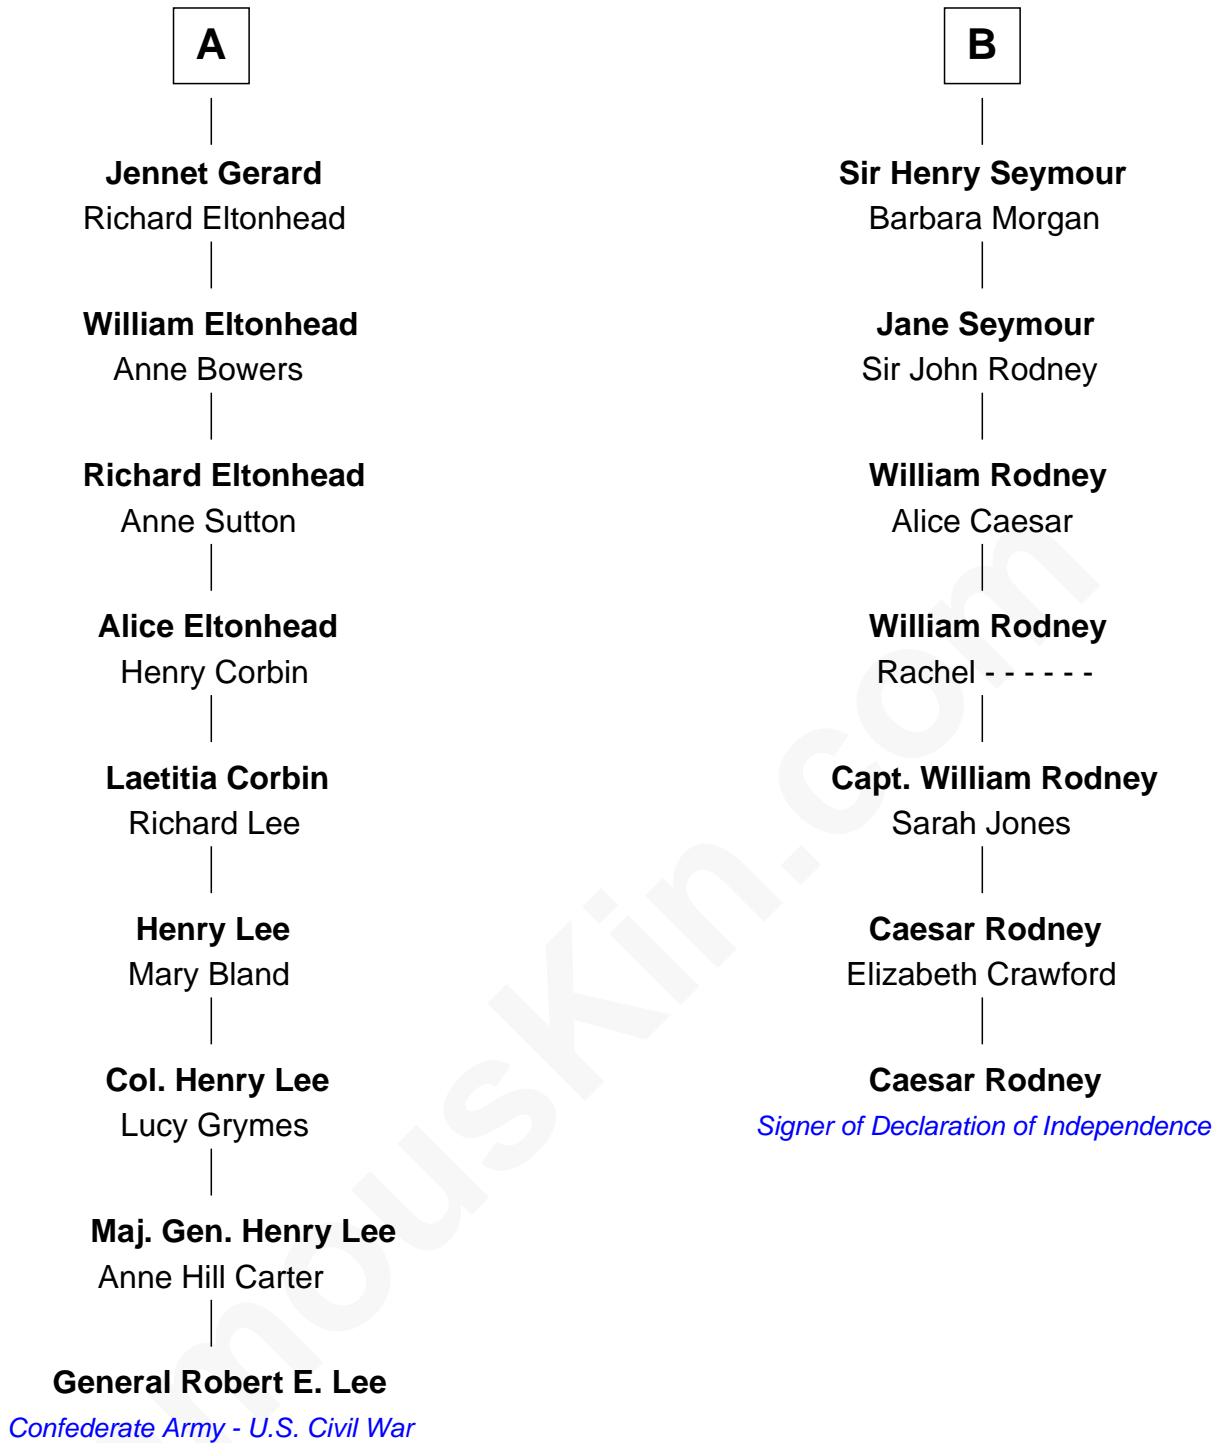 A
Jennet Gerard
Richard Eltonhead
William Eltonhead
Anne Bowers
Richard Eltonhead
Anne Sutton
Alice Eltonhead
Henry Corbin
Laetitia Corbin
Richard Lee
Henry Lee
Mary Bland
Col. Henry Lee
Lucy Grymes
Maj. Gen. Henry Lee
Anne Hill Carter
General Robert E. Lee
Confederate Army - U.S. Civil War
B
Sir Henry Seymour
Barbara Morgan
Jane Seymour
Sir John Rodney
William Rodney
Alice Caesar
William Rodney
Rachel - - - - - -
Capt. William Rodney
Sarah Jones
Caesar Rodney
Elizabeth Crawford
Caesar Rodney
Signer of Declaration of Independence
mousKin.com